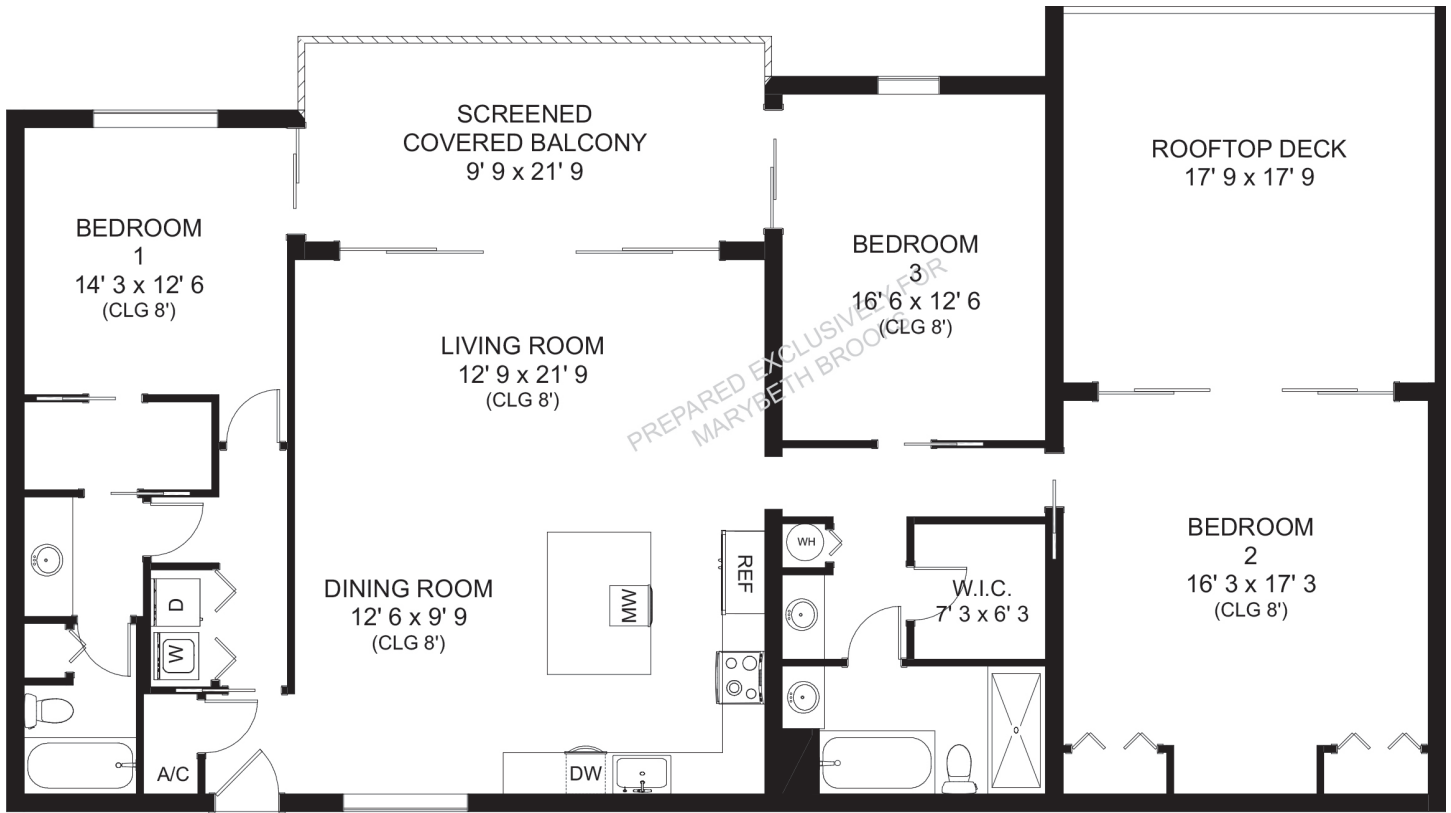 SCREENED
COVERED BALCONY
9' 9 x 21' 9
ROOFTOP DECK
17' 9 x 17' 9
BEDROOM
1
14' 3 x 12' 6
(CLG 8')
BEDROOM
3
16' 6 x 12' 6
(CLG 8')
PREPARED EXCLUSIVELY FOR
MARYBETH BROOKS
LIVING ROOM
12' 9 x 21' 9
(CLG 8')
BEDROOM
2
16' 3 x 17' 3
(CLG 8')
WH
REF
DINING ROOM
12' 6 x 9' 9
(CLG 8')
MW
W.I.C.
7' 3 x 6' 3
D
W
A/C
DW